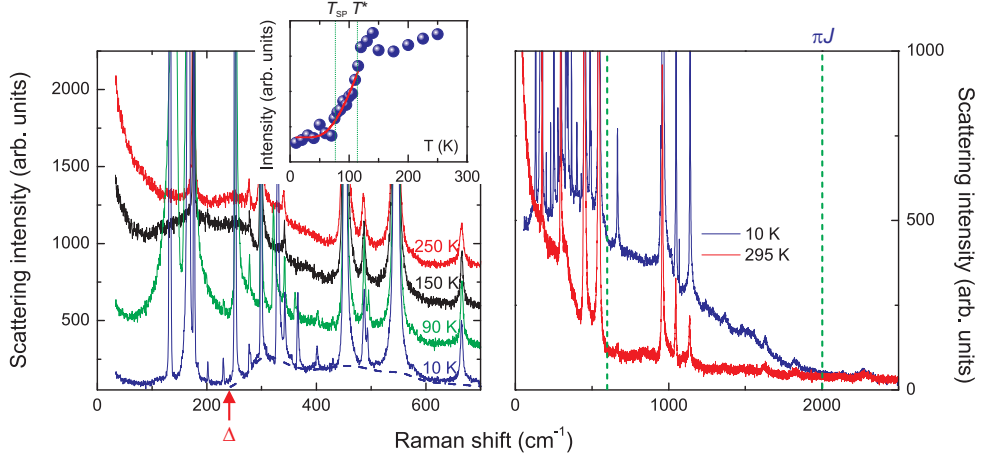 T_SP T*
Intensity (arb. units)
T (K)
0 100 200 300
Scattering intensity (arb. units)
2000
1500
1000
500
250 K
150 K
90 K
10 K
0 200 400 600
Δ
πJ
10 K
295 K
1000
500
0
Scattering intensity (arb. units)
0 1000 2000
Raman shift (cm⁻¹)